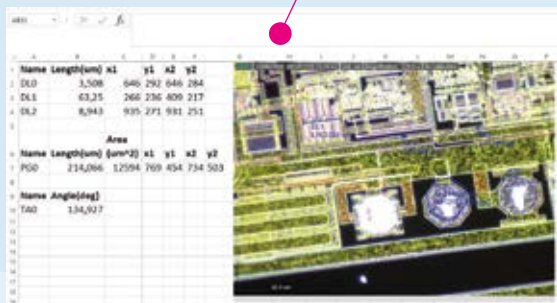 Name Length(um) x1 y1 x2 y2
DL0 3,508 646 292 646 284
DL1 63,25 266 236 409 217
DL2 8,943 935 271 931 251
Area
Name Length(um) (um^2) x1 y1 x2 y2
PG0 214,066 12594 769 454 734 503
Name Angle(deg)
TA0 134,927